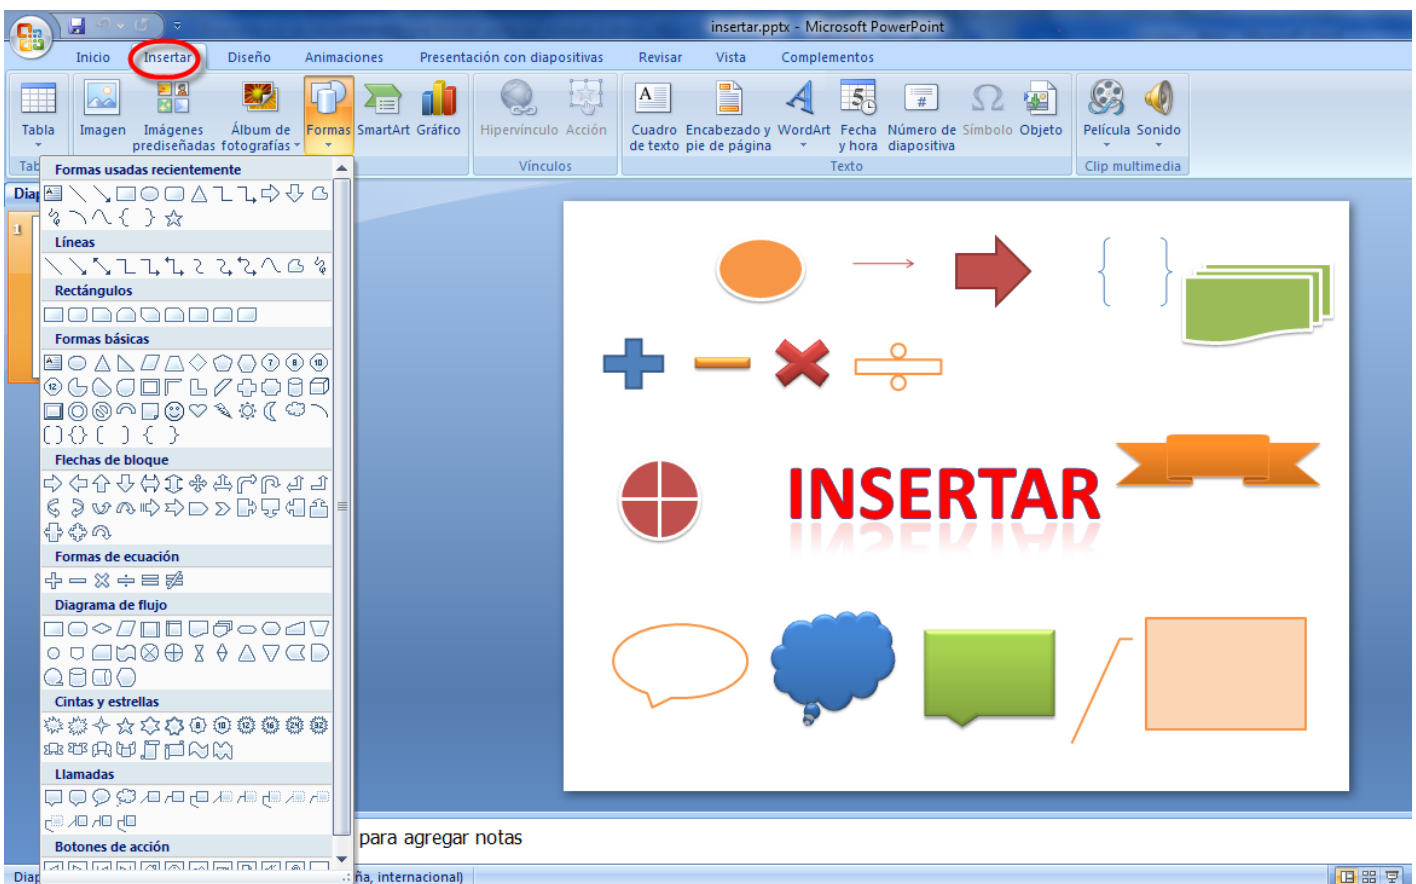 insertar.pptx - Microsoft PowerPoint
Inicio Insertar Diseño Animaciones Presentación con diapositivas Revisar Vista Complementos
Tabla Imagen Imágenes prediseñadas Álbum de fotografías Formas SmartArt Gráfico Hipervínculo Acción Cuadro de texto Encabezado y pie de página WordArt Fecha y hora Número de diapositiva Símbolo Objeto Película Sonido
Vínculos Texto Clip multimedia
Formas usadas recientemente
Líneas
Rectángulos
Formas básicas
Flechas de bloque
Formas de ecuación
Diagrama de flujo
Cintas y estrellas
Llamadas
Botones de acción
1
INSERTAR
para agregar notas
internacional)